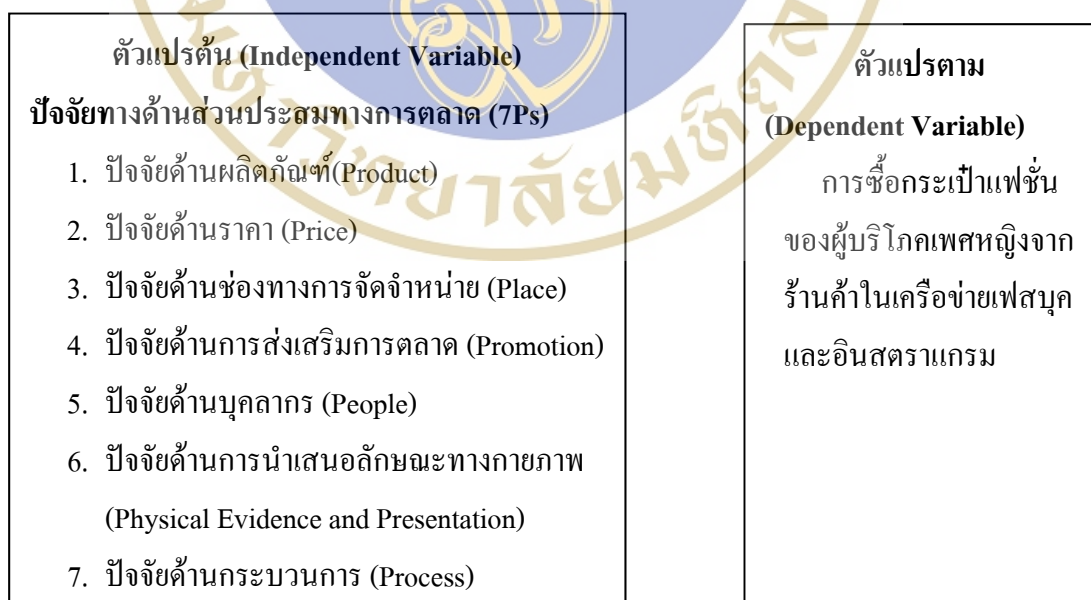 ตัวแปรต้น (Independent Variable)
ปัจจัยทางด้านส่วนประสมทางการตลาด (7Ps)
1. ปัจจัยด้านผลิตภัณฑ์(Product)
2. ปัจจัยด้านราคา (Price)
3. ปัจจัยด้านช่องทางการจัดจำหน่าย (Place)
4. ปัจจัยด้านการส่งเสริมการตลาด (Promotion)
5. ปัจจัยด้านบุคลากร (People)
6. ปัจจัยด้านการนำเสนอลักษณะทางกายภาพ
(Physical Evidence and Presentation)
7. ปัจจัยด้านกระบวนการ (Process)
ตัวแปรตาม
(Dependent Variable)
การซื้อกระเป๋าแฟชั่น
ของผู้บริโภคเพศหญิงจาก
ร้านค้าในเครือข่ายเฟสบุค
และอินสตราแกรม